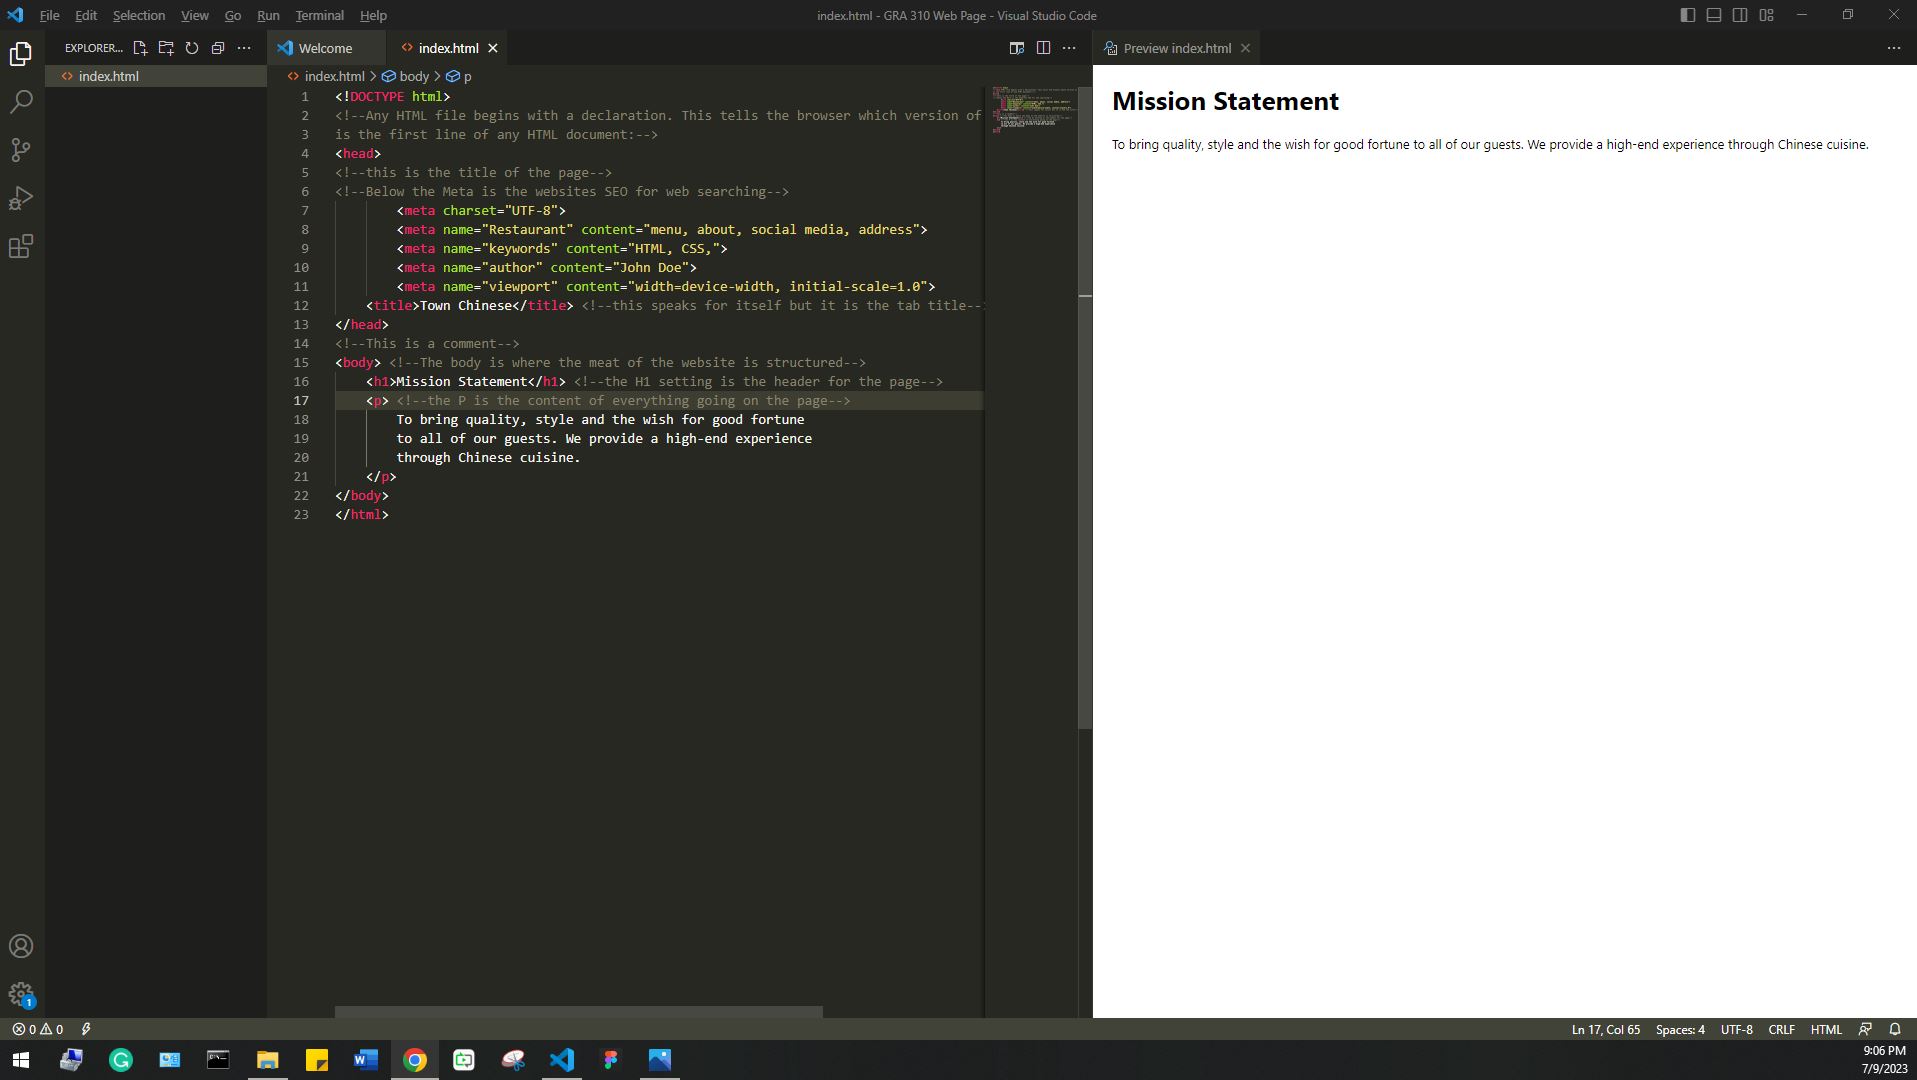 File Edit Selection View Go Run Terminal Help
index.html - GRA 310 Web Page - Visual Studio Code
EXPLORER...
index.html
Welcome
index.html
index.html > body > p
1 <!DOCTYPE html>
2 <!--Any HTML file begins with a declaration. This tells the browser which version of
3 is the first line of any HTML document:-->
4 <head>
5 <!--this is the title of the page-->
6 <!--Below the Meta is the websites SEO for web searching-->
7 <meta charset="UTF-8">
8 <meta name="Restaurant" content="menu, about, social media, address">
9 <meta name="keywords" content="HTML, CSS,">
10 <meta name="author" content="John Doe">
11 <meta name="viewport" content="width=device-width, initial-scale=1.0">
12 <title>Town Chinese</title> <!--this speaks for itself but it is the tab title--
13 </head>
14 <!--This is a comment-->
15 <body> <!--The body is where the meat of the website is structured-->
16 <h1>Mission Statement</h1> <!--the H1 setting is the header for the page-->
17 <p> <!--the P is the content of everything going on the page-->
18 To bring quality, style and the wish for good fortune
19 to all of our guests. We provide a high-end experience
20 through Chinese cuisine.
21 </p>
22 </body>
23 </html>
Preview index.html
Mission Statement
To bring quality, style and the wish for good fortune to all of our guests. We provide a high-end experience through Chinese cuisine.
1
0 0
Ln 17, Col 65 Spaces: 4 UTF-8 CRLF HTML
9:06 PM
7/9/2023